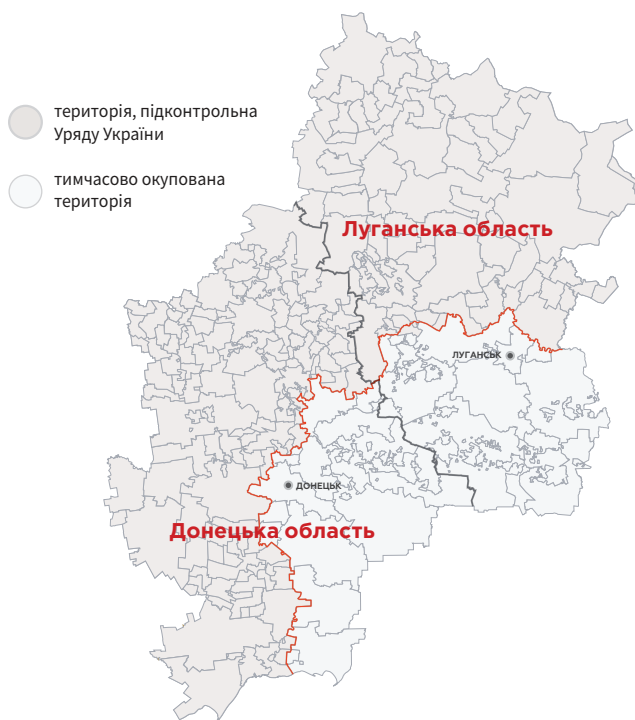 територія, підконтрольна
Уряду України
тимчасово окупована
територія
Луганська область
ЛУГАНСЬК
ДОНЕЦЬК
Донецька область